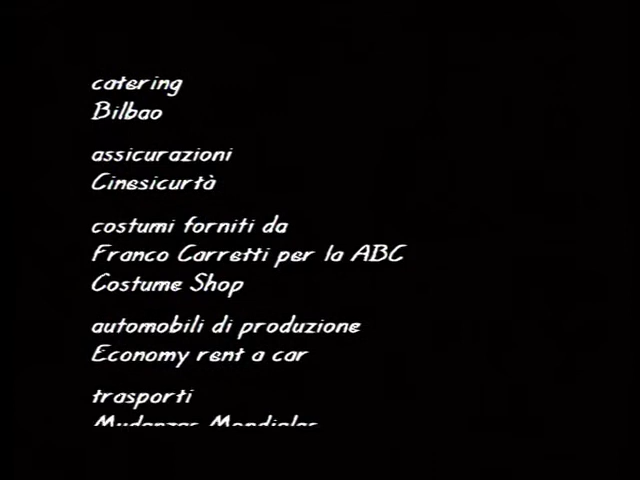 catering
Bilbao
assicurazioni
Cinesicurtà
costumi forniti da
Franco Carretti per la ABC
Costume Shop
automobili di produzione
Economy rent a car
trasporti